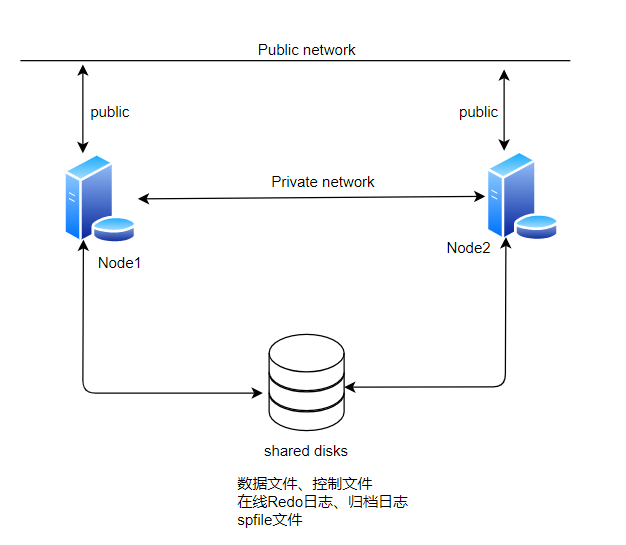 Public network
public
public
Private network
Node1
Node2
shared disks
数据文件、控制文件
在线Redo日志、归档日志
spfile文件